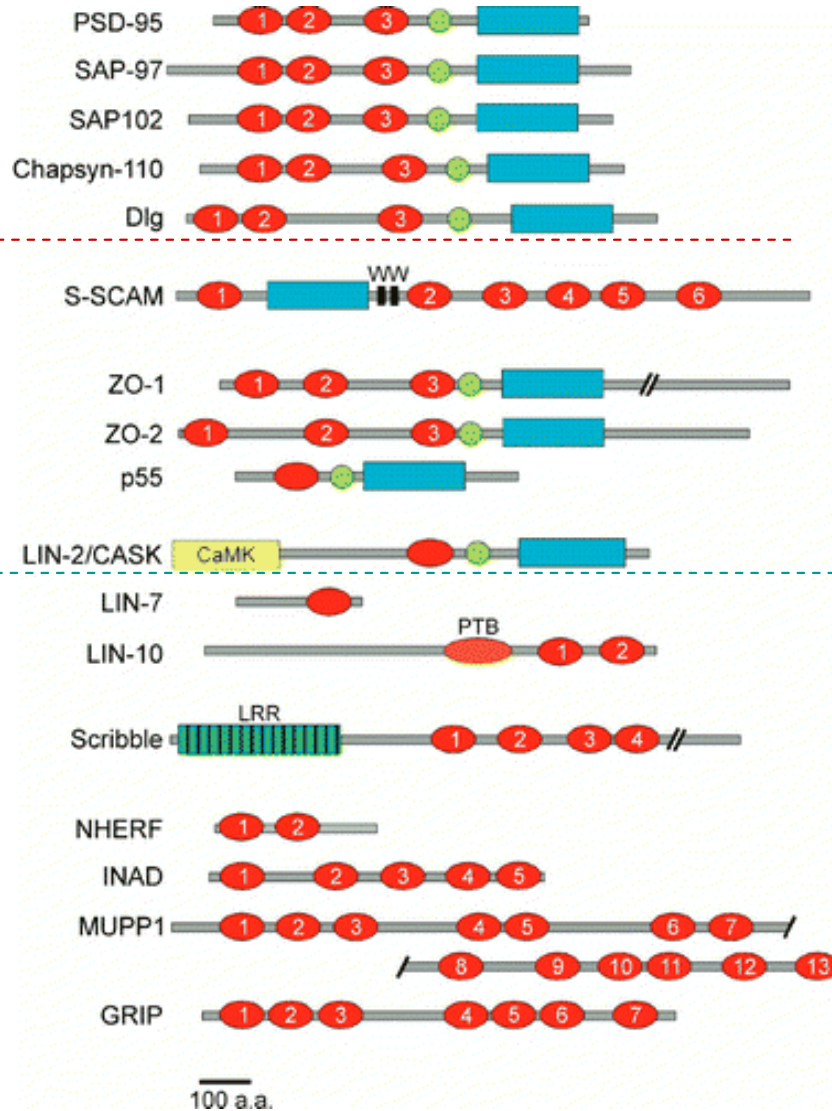 PSD-95 1 2 3
SAP-97 1 2 3
SAP102 1 2 3
Chapsyn-110 1 2 3
Dlg 1 2 3
WW
S-SCAM 1 2 3 4 5 6
ZO-1 1 2 3
ZO-2 1 2 3
p55
LIN-2/CASK CaMK
LIN-7
PTB
LIN-10 1 2
LRR
Scribble 1 2 3 4
NHERF 1 2
INAD 1 2 3 4 5
MUPP1 1 2 3 4 5 6 7
8 9 10 11 12 13
GRIP 1 2 3 4 5 6 7
100 a.a.